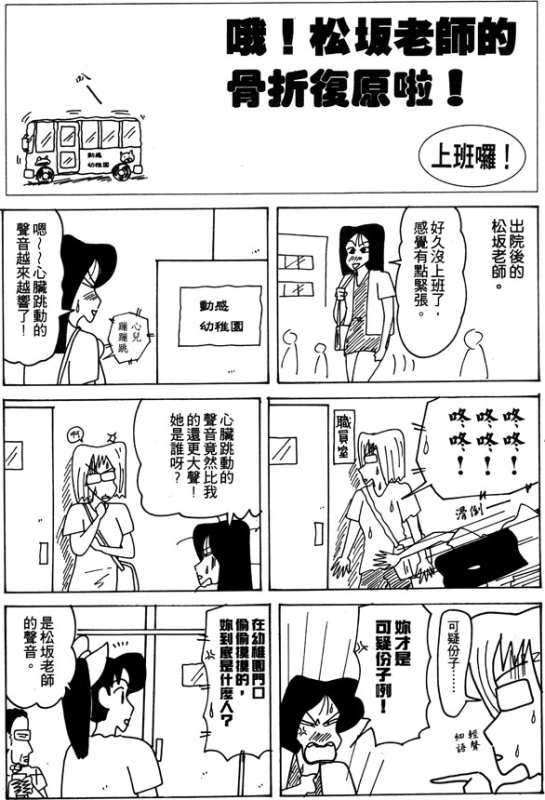 哦！松坂老師的
骨折復原啦！
上班囉！
叭
動感
幼稚園
出院後的
松坂老師。
好久沒上班了，
感覺有點緊張。
動感
幼稚園
心兒
蹦蹦跳
嗯～～心臟跳動的
聲音越來越響了！
咚咚咚
咚咚咚
！！！
職員室
滑倒
心臟跳動的
聲音竟然比我
的還更大聲！
她是誰呀？
啊
可疑份子……
輕聲
細語
妳才是
可疑份子咧！
在幼稚園門口
偷偷摸摸的，
妳到底是什麼人？
是松坂老師
的聲音。